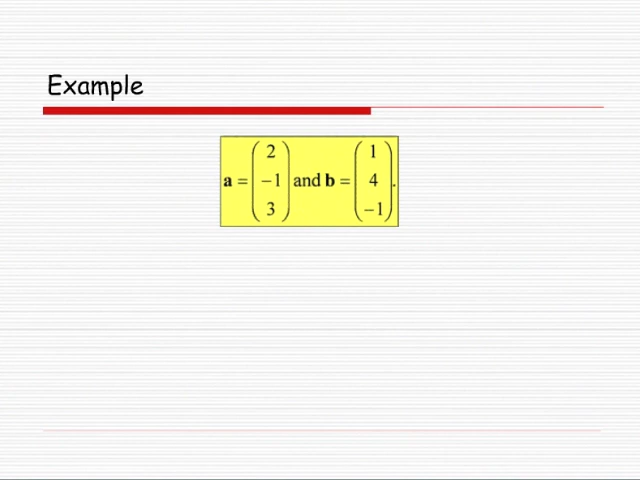 Example
a = (2 −1 3) and b = (1 4 −1).